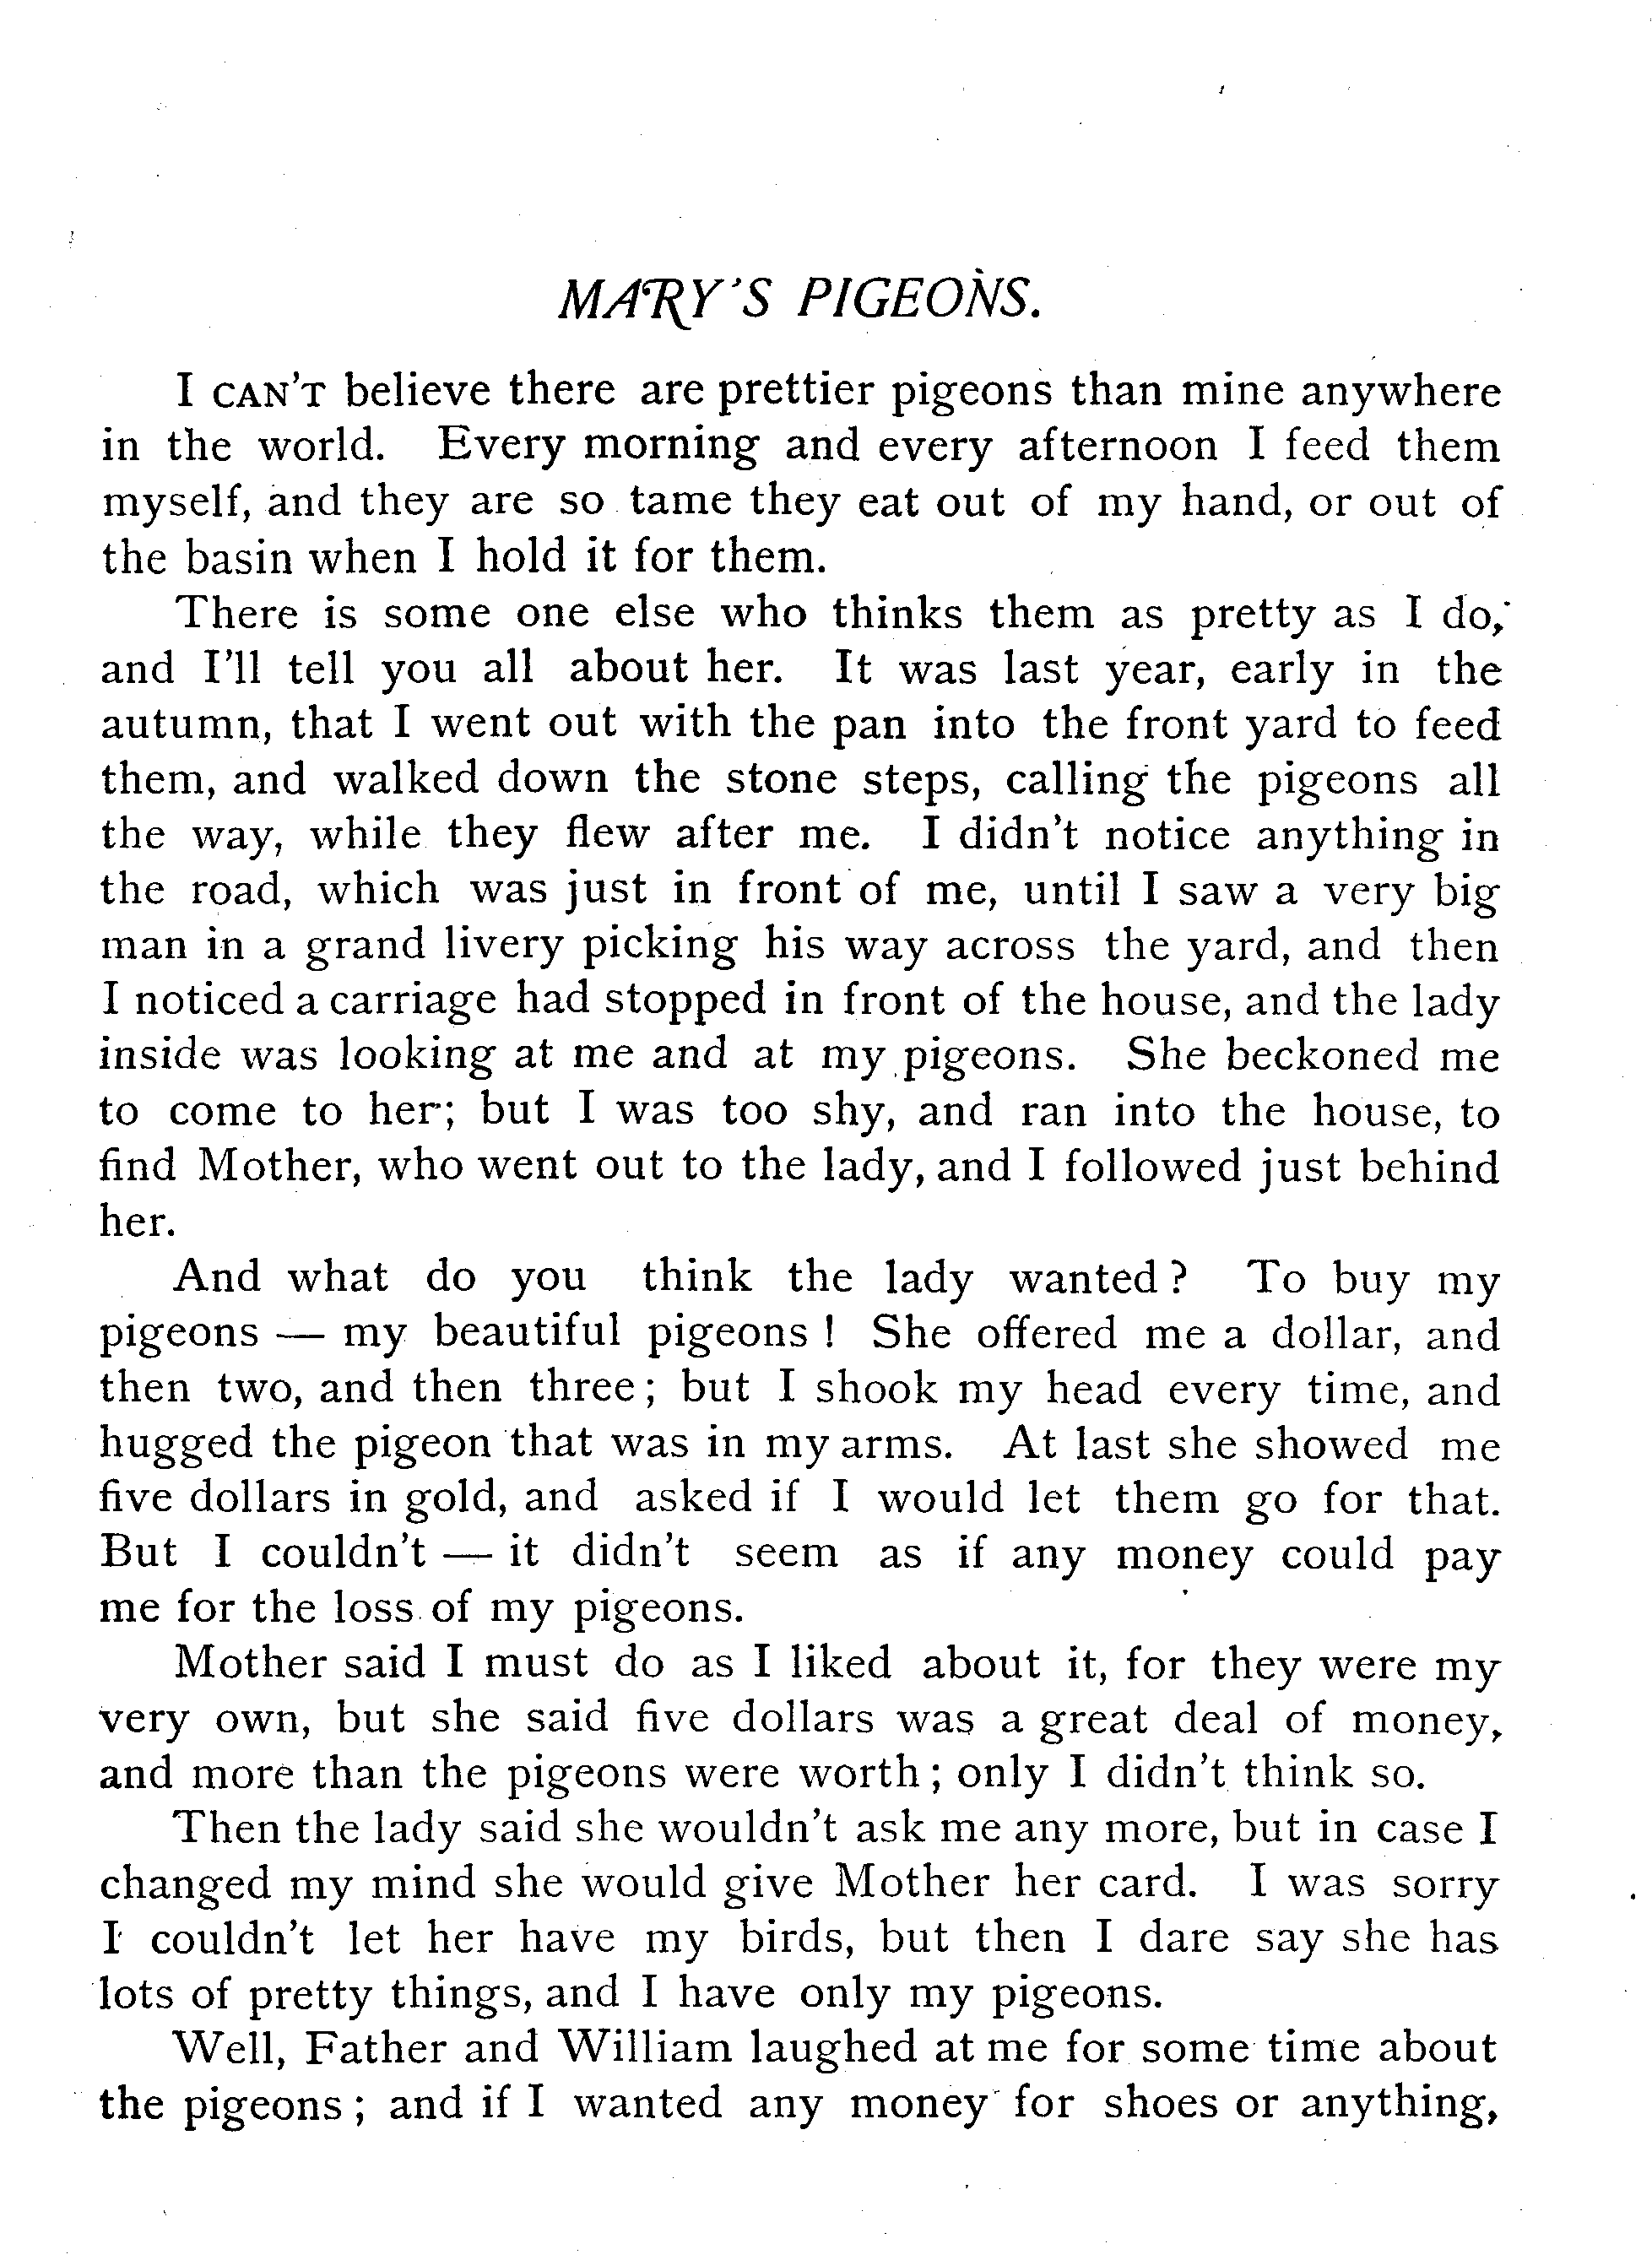 MARY'S PIGEONS.
I CAN'T believe there are prettier pigeons than mine anywhere
in the world. Every morning and every afternoon I feed them
myself, and they are so tame they eat out of my hand, or out of
the basin when I hold it for them.
There is some one else who thinks them as pretty as I do,
and I'll tell you all about her. It was last year, early in the
autumn, that I went out with the pan into the front yard to feed
them, and walked down the stone steps, calling the pigeons all
the way, while they flew after me. I didn't notice anything in
the road, which was just in front of me, until I saw a very big
man in a grand livery picking his way across the yard, and then
I noticed a carriage had stopped in front of the house, and the lady
inside was looking at me and at my pigeons. She beckoned me
to come to her; but I was too shy, and ran into the house, to
find Mother, who went out to the lady, and I followed just behind
her.
And what do you think the lady wanted? To buy my
pigeons — my beautiful pigeons! She offered me a dollar, and
then two, and then three; but I shook my head every time, and
hugged the pigeon that was in my arms. At last she showed me
five dollars in gold, and asked if I would let them go for that.
But I couldn't — it didn't seem as if any money could pay
me for the loss of my pigeons.
Mother said I must do as I liked about it, for they were my
very own, but she said five dollars was a great deal of money,
and more than the pigeons were worth; only I didn't think so.
Then the lady said she wouldn't ask me any more, but in case I
changed my mind she would give Mother her card. I was sorry
I couldn't let her have my birds, but then I dare say she has
lots of pretty things, and I have only my pigeons.
Well, Father and William laughed at me for some time about
the pigeons; and if I wanted any money for shoes or anything,